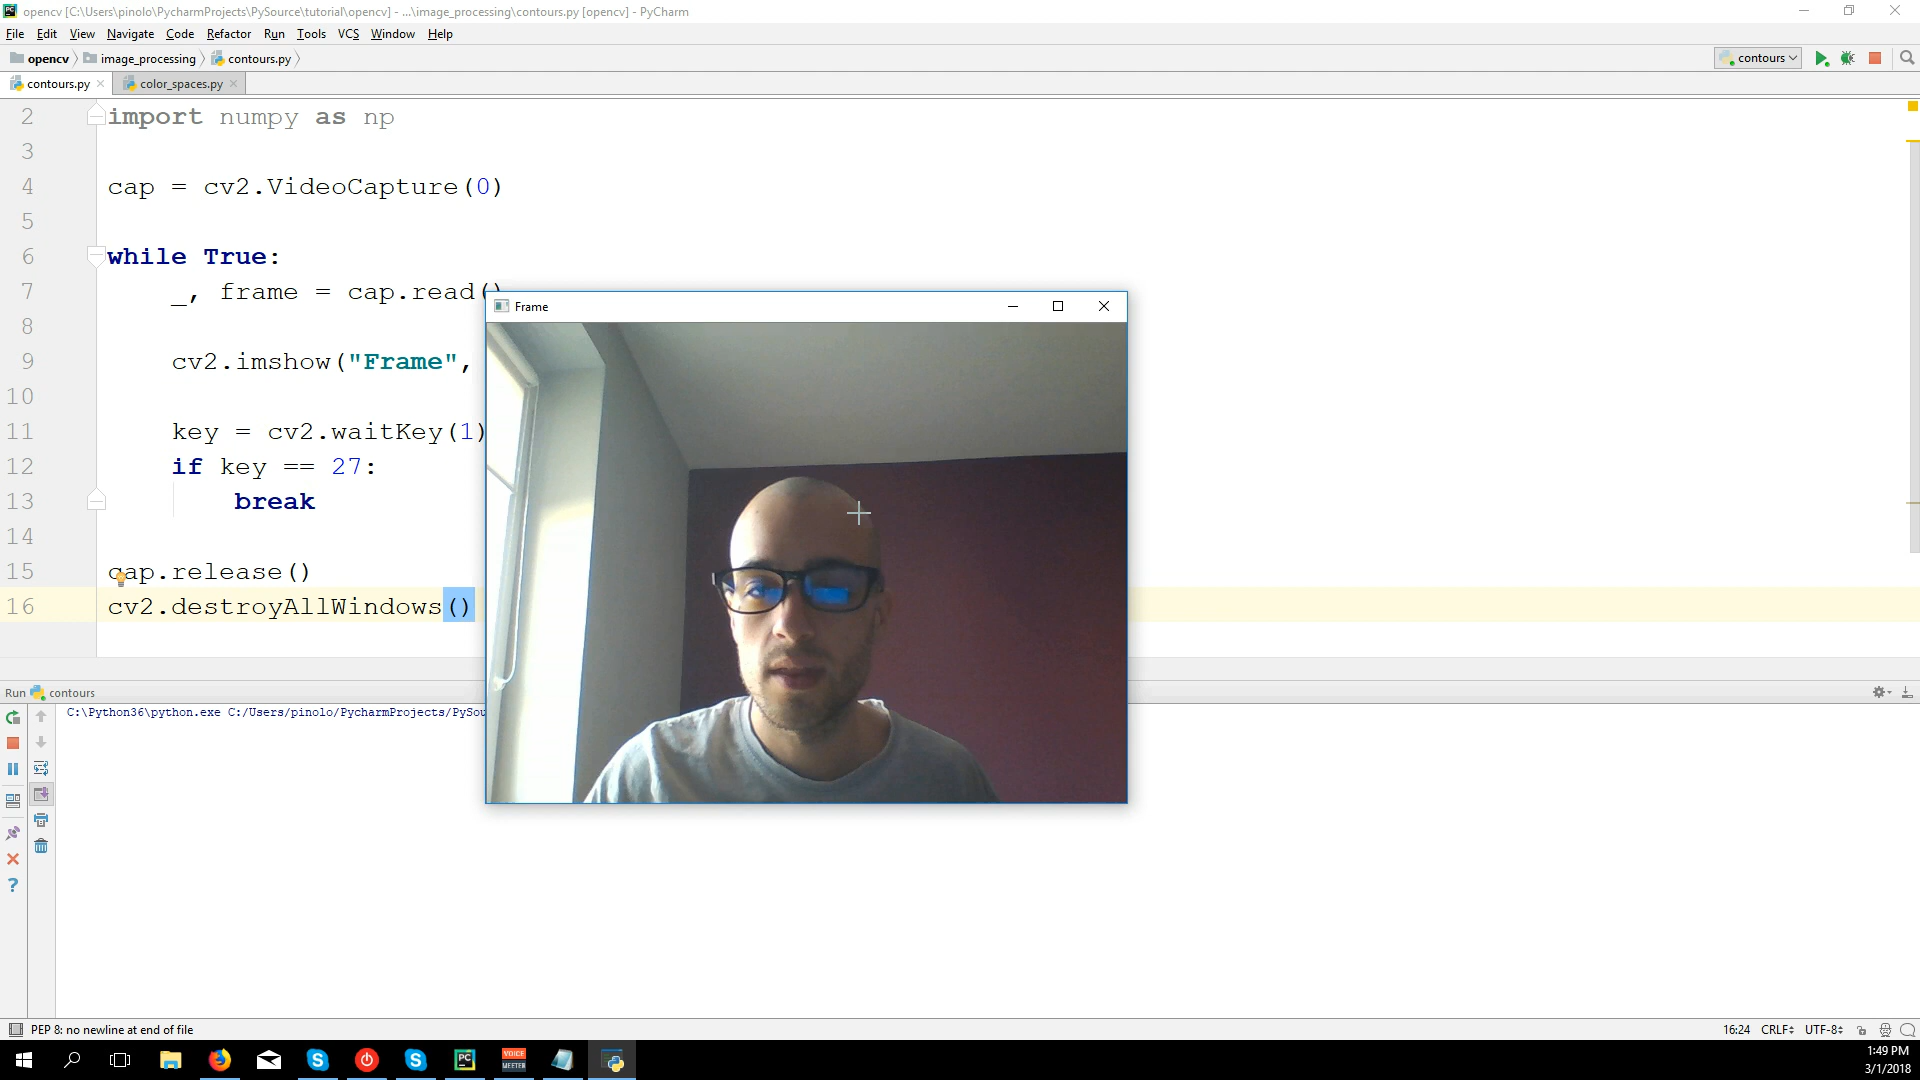 opencv [C:\Users\pinolo\PycharmProjects\PySource\tutorial\opencv] - ...\image_processing\contours.py [opencv] - PyCharm
File Edit View Navigate Code Refactor Run Tools VCS Window Help
opencv image_processing contours.py contours
contours.py color_spaces.py
2 import numpy as np
3
4 cap = cv2.VideoCapture(0)
5
6 while True:
7 _, frame = cap.read()
8
9 cv2.imshow("Frame",
10
11 key = cv2.waitKey(1)
12 if key == 27:
13 break
14
15 cap.release()
16 cv2.destroyAllWindows()
Frame
Run contours
C:\Python36\python.exe C:/Users/pinolo/PycharmProjects/PySou
PEP 8: no newline at end of file 16:24 CRLF UTF-8
VOICE
MEETER
PC
1:49 PM
3/1/2018